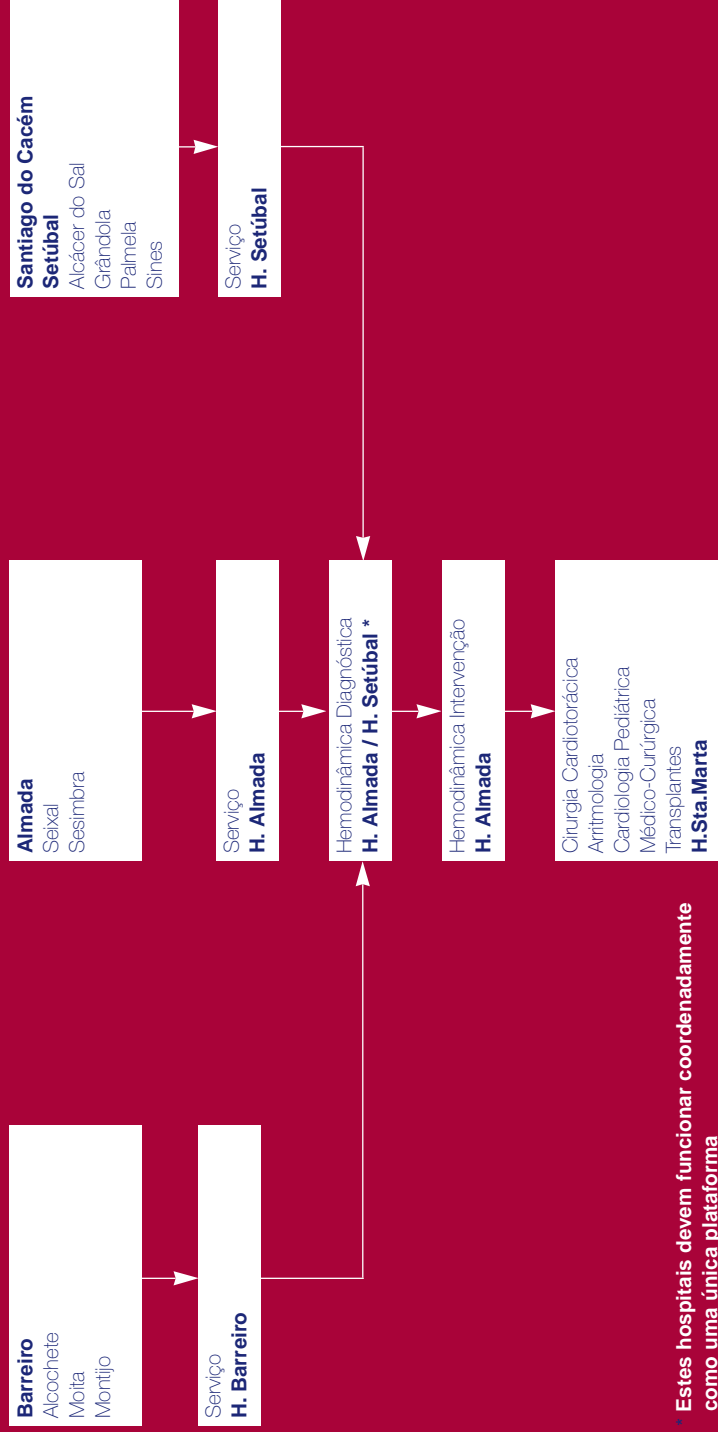 Barreiro
Alcochete
Moita
Montijo
Serviço
H. Barreiro
Almada
Seixal
Sesimbra
Serviço
H. Almada
Santiago do Cacém
Setúbal
Alcácer do Sal
Grândola
Palmela
Sines
Serviço
H. Setúbal
Hemodinâmica Diagnóstica
H. Almada / H. Setúbal *
Hemodinâmica Intervenção
H. Almada
Cirurgia Cardiotorácica
Arritmologia
Cardiologia Pediátrica
Médico-Curúrgica
Transplantes
H.Sta.Marta
* Estes hospitais devem funcionar coordenadamente
como uma única plataforma